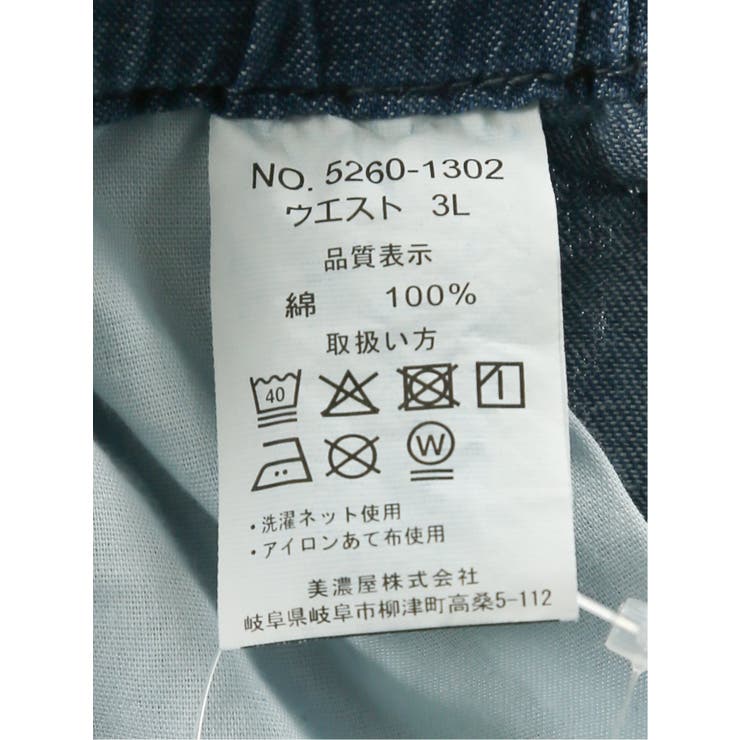 NO. 5260-1302
ウエスト 3L
品質表示
綿 100%
取扱い方
40
W
・洗濯ネット使用
・アイロンあて布使用
美濃屋株式会社
岐阜県岐阜市柳津町高桑5-112